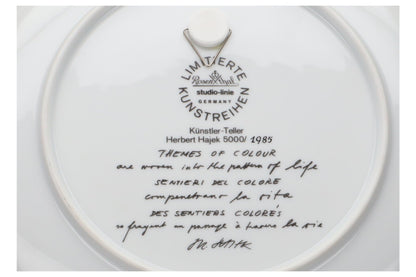 LIMITIERTE
Rosenthal
studio-linie
GERMANY
KUNSTREIHEN
Künstler-Teller
Herbert Hajek 5000/ 1985
THEMES OF COLOUR
are woven into the pattern of life
SENTIERI DEL COLORE
compenetrano la vita
DES SENTIERS COLORÉS
se frayent un passage à travers la vie